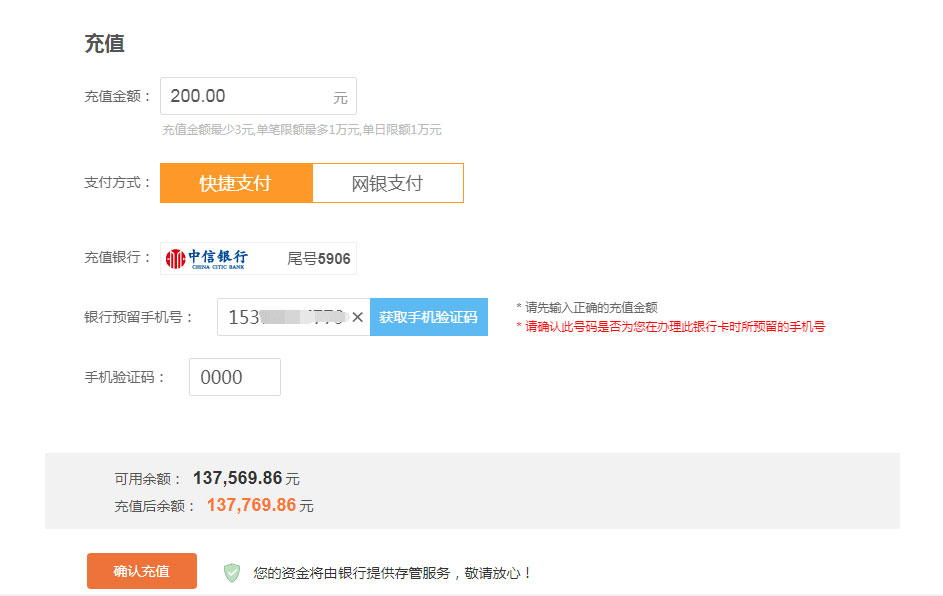 充值
充值金额： 200.00 元
充值金额最少3元,单笔限额最多1万元,单日限额1万元
支付方式： 快捷支付 网银支付
充值银行： 中信银行 CHINA CITIC BANK 尾号5906
银行预留手机号： 153 × 获取手机验证码
* 请先输入正确的充值金额
* 请确认此号码是否为您在办理此银行卡时所预留的手机号
手机验证码： 0000
可用余额： 137,569.86 元
充值后余额： 137,769.86 元
确认充值 您的资金将由银行提供存管服务，敬请放心！